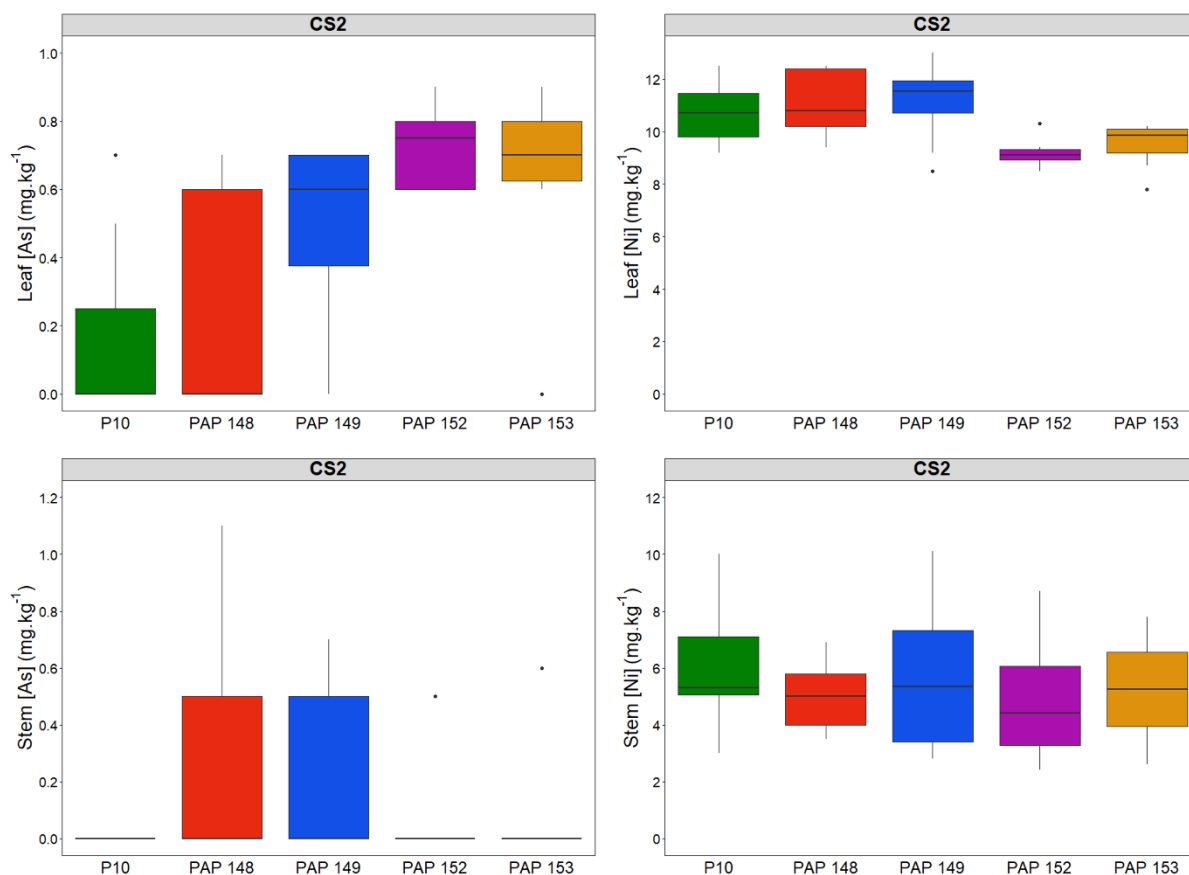 CS2
Leaf [As] (mg.kg⁻¹)
1.0
0.8
0.6
0.4
0.2
0.0
P10 PAP 148 PAP 149 PAP 152 PAP 153
CS2
Leaf [Ni] (mg.kg⁻¹)
12
10
8
6
4
2
0
P10 PAP 148 PAP 149 PAP 152 PAP 153
CS2
Stem [As] (mg.kg⁻¹)
1.2
1.0
0.8
0.6
0.4
0.2
0.0
P10 PAP 148 PAP 149 PAP 152 PAP 153
CS2
Stem [Ni] (mg.kg⁻¹)
12
10
8
6
4
2
0
P10 PAP 148 PAP 149 PAP 152 PAP 153